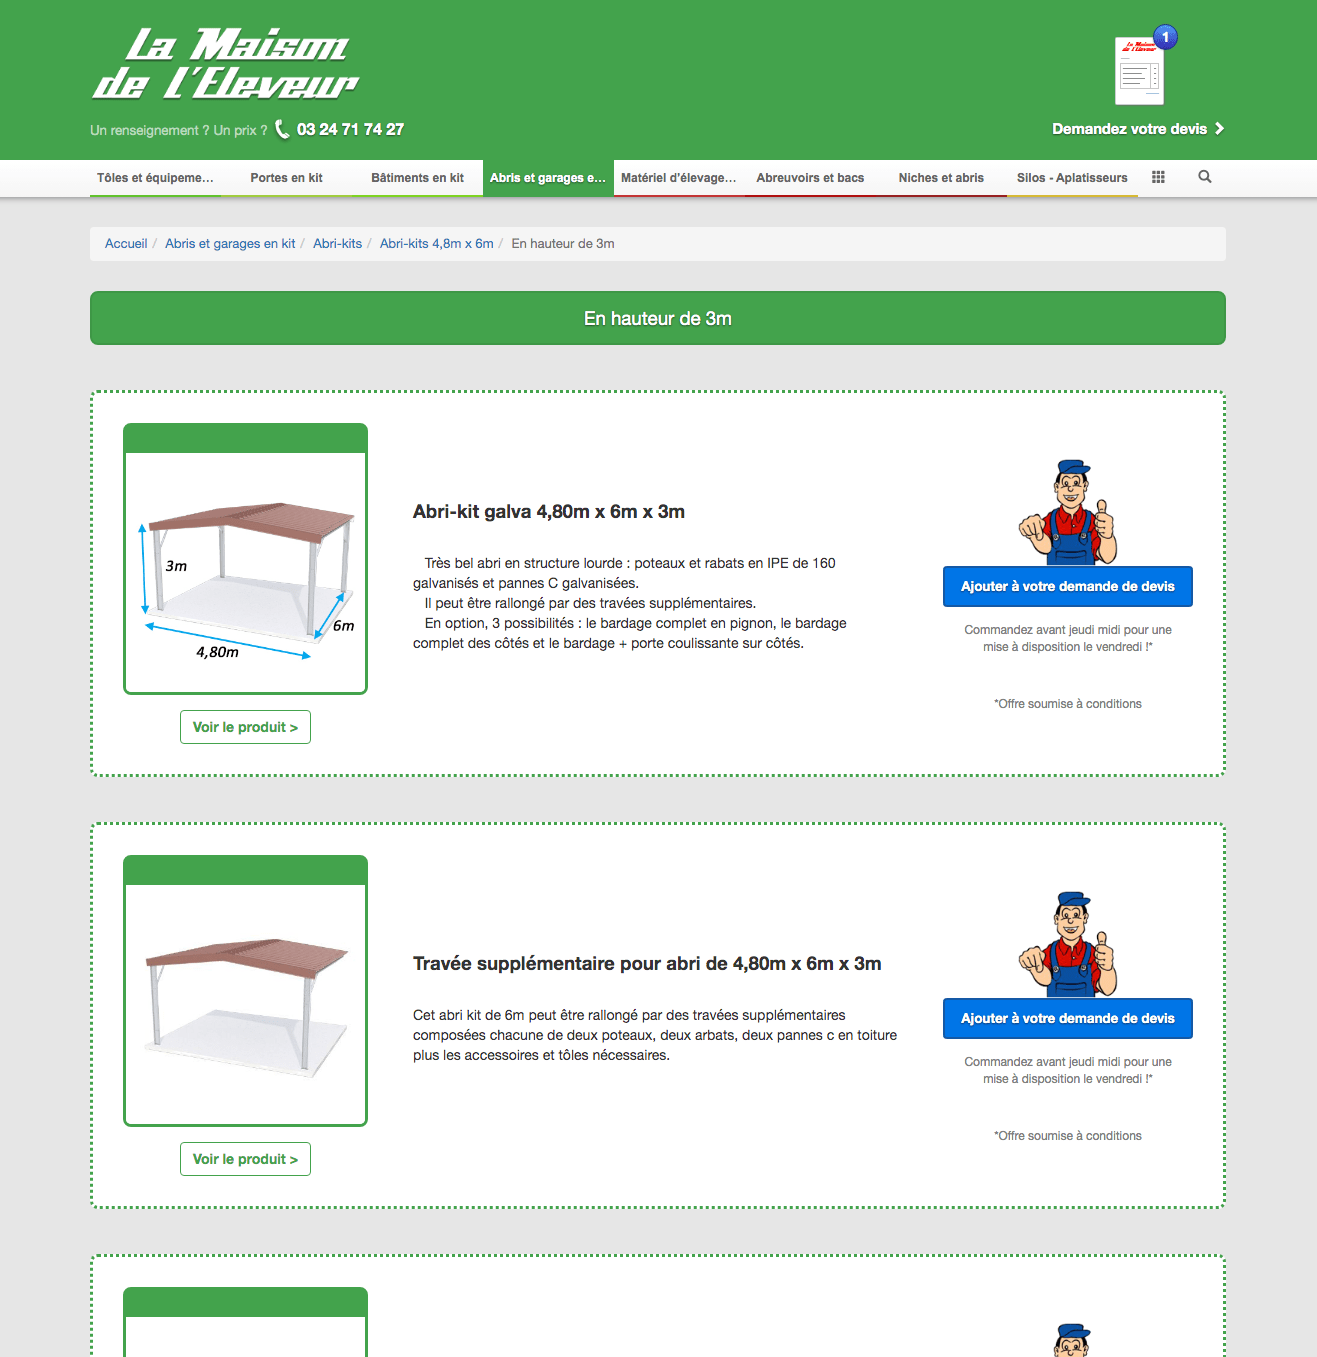 La Maison
de l'Eleveur
1
La Maison
de l'Eleveur
Un renseignement ? Un prix ? 03 24 71 74 27
Demandez votre devis
Tôles et équipeme... Portes en kit Bâtiments en kit Abris et garages e... Matériel d'élevage... Abreuvoirs et bacs Niches et abris Silos - Aplatisseurs
Accueil / Abris et garages en kit / Abri-kits / Abri-kits 4,8m x 6m / En hauteur de 3m
En hauteur de 3m
3m
6m
4,80m
Voir le produit >
Abri-kit galva 4,80m x 6m x 3m
Très bel abri en structure lourde : poteaux et rabats en IPE de 160
galvanisés et pannes C galvanisées.
Il peut être rallongé par des travées supplémentaires.
En option, 3 possibilités : le bardage complet en pignon, le bardage
complet des côtés et le bardage + porte coulissante sur côtés.
Ajouter à votre demande de devis
Commandez avant jeudi midi pour une
mise à disposition le vendredi !*
*Offre soumise à conditions
Voir le produit >
Travée supplémentaire pour abri de 4,80m x 6m x 3m
Cet abri kit de 6m peut être rallongé par des travées supplémentaires
composées chacune de deux poteaux, deux arbats, deux pannes c en toiture
plus les accessoires et tôles nécessaires.
Ajouter à votre demande de devis
Commandez avant jeudi midi pour une
mise à disposition le vendredi !*
*Offre soumise à conditions